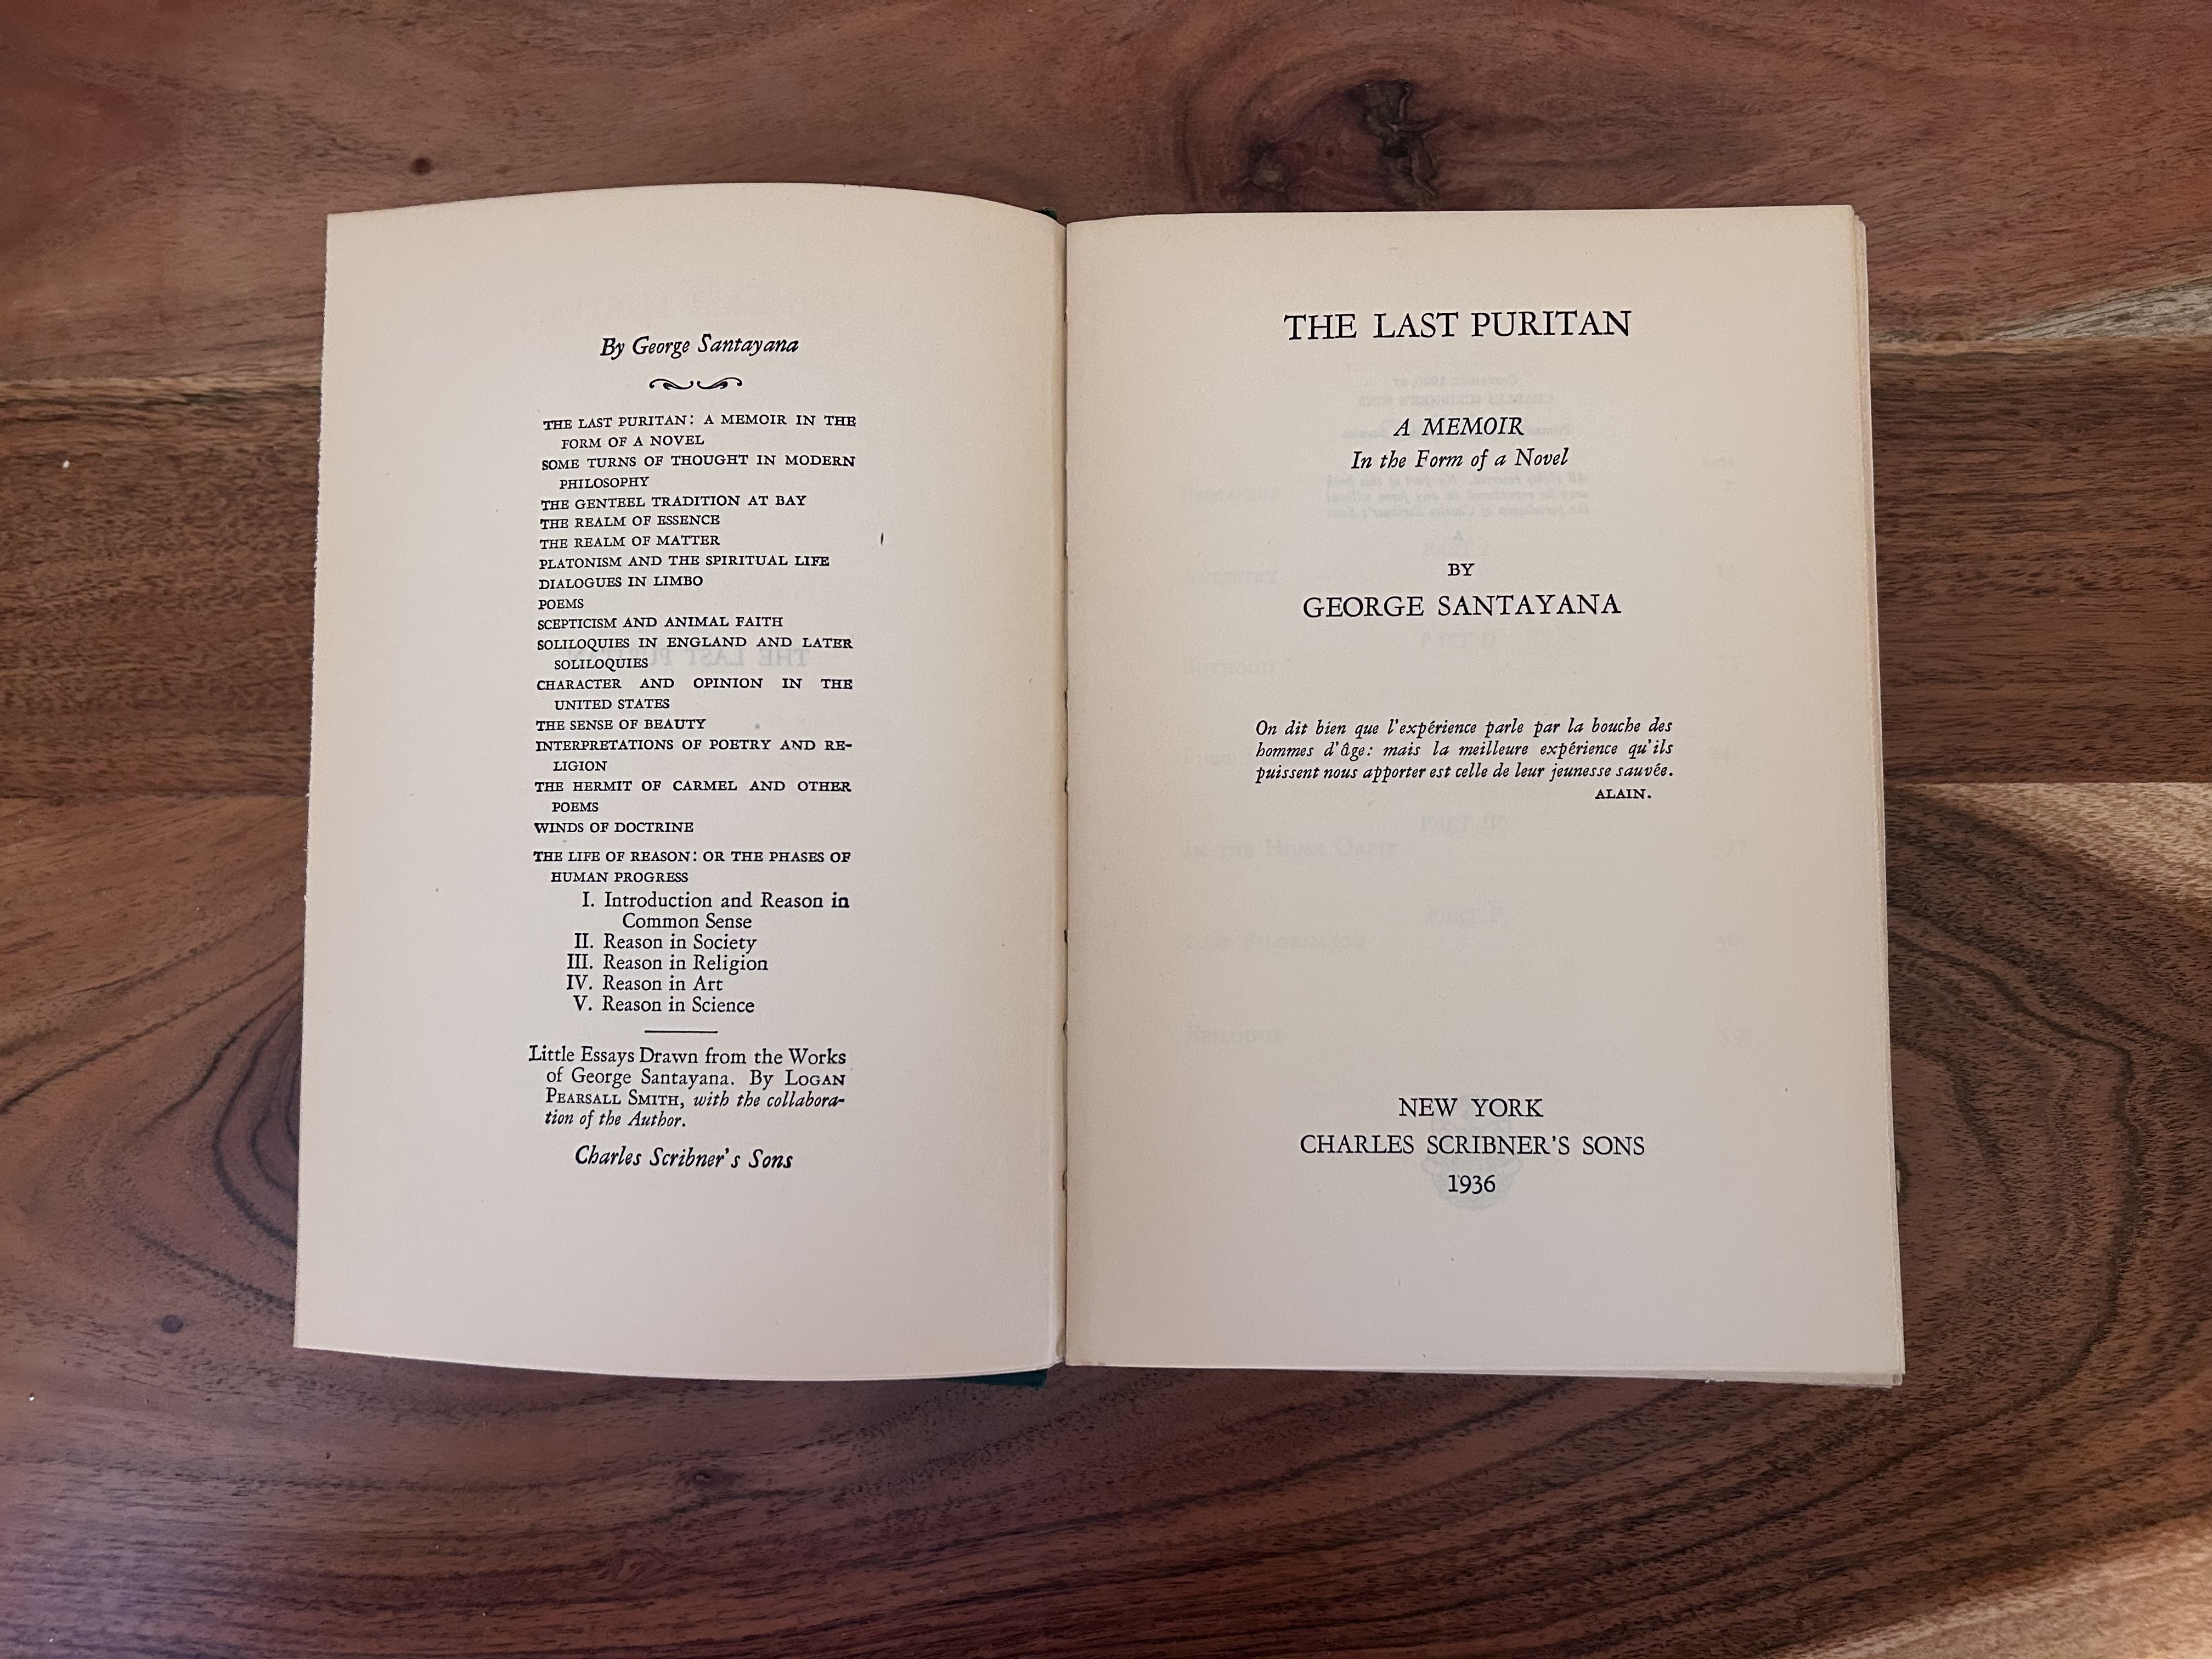 By George Santayana
THE LAST PURITAN: A MEMOIR IN THE
FORM OF A NOVEL
SOME TURNS OF THOUGHT IN MODERN
PHILOSOPHY
THE GENTEEL TRADITION AT BAY
THE REALM OF ESSENCE
THE REALM OF MATTER
PLATONISM AND THE SPIRITUAL LIFE
DIALOGUES IN LIMBO
POEMS
SCEPTICISM AND ANIMAL FAITH
SOLILOQUIES IN ENGLAND AND LATER
SOLILOQUIES
CHARACTER AND OPINION IN THE
UNITED STATES
THE SENSE OF BEAUTY
INTERPRETATIONS OF POETRY AND RE-
LIGION
THE HERMIT OF CARMEL AND OTHER
POEMS
WINDS OF DOCTRINE
THE LIFE OF REASON: OR THE PHASES OF
HUMAN PROGRESS
I. Introduction and Reason in
Common Sense
II. Reason in Society
III. Reason in Religion
IV. Reason in Art
V. Reason in Science
Little Essays Drawn from the Works
of George Santayana. By LOGAN
PEARSALL SMITH, with the collabora-
tion of the Author.
Charles Scribner's Sons
THE LAST PURITAN
A MEMOIR
In the Form of a Novel
BY
GEORGE SANTAYANA
On dit bien que l'expérience parle par la bouche des
hommes d'âge: mais la meilleure expérience qu'ils
puissent nous apporter est celle de leur jeunesse sauvée.
ALAIN.
NEW YORK
CHARLES SCRIBNER'S SONS
1936